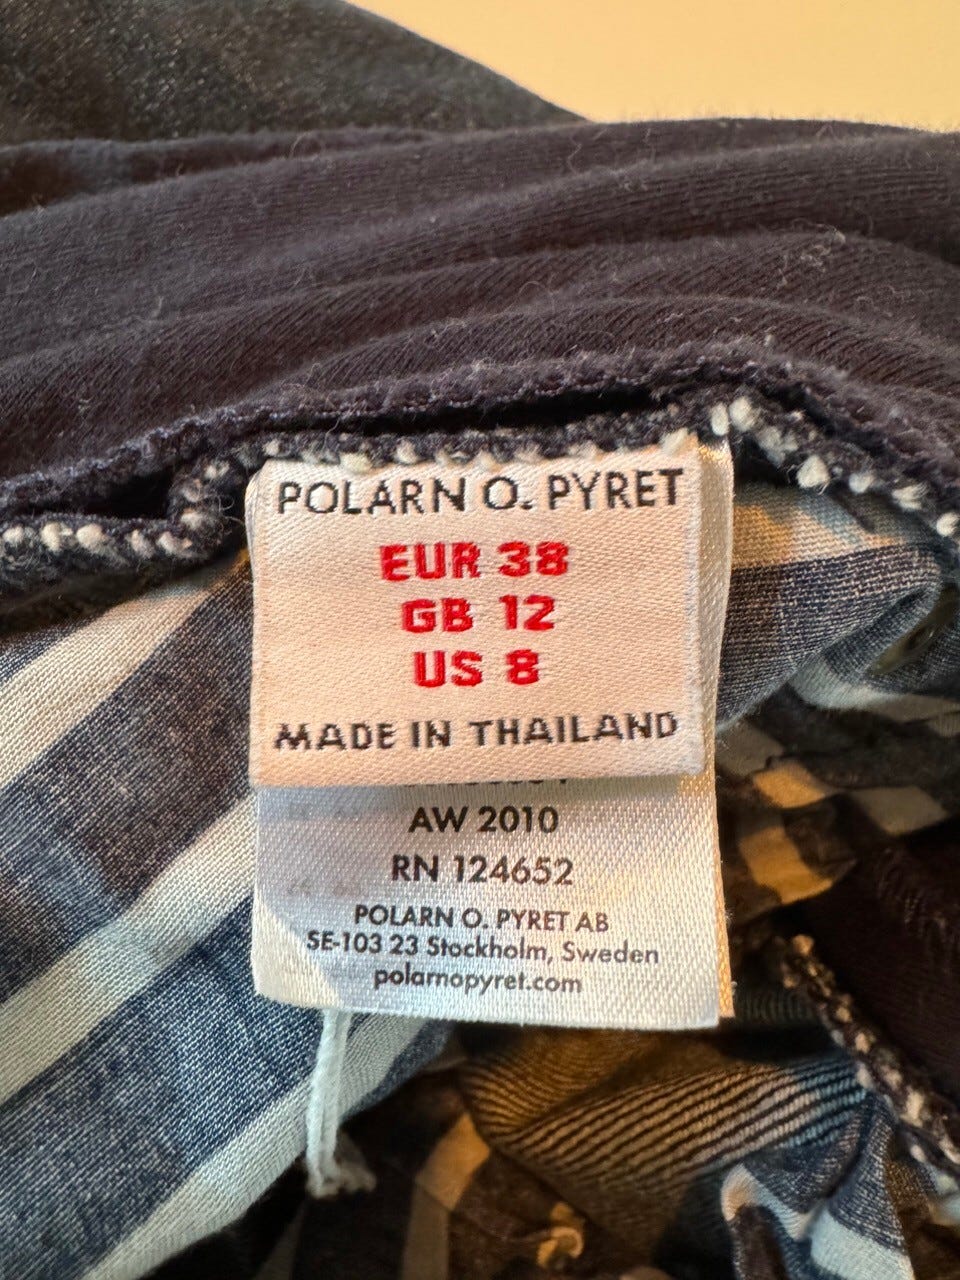 POLARN O. PYRET
EUR 38
GB 12
US 8
MADE IN THAILAND
AW 2010
RN 124652
POLARN O. PYRET AB
SE-103 23 Stockholm, Sweden
polarnopyret.com